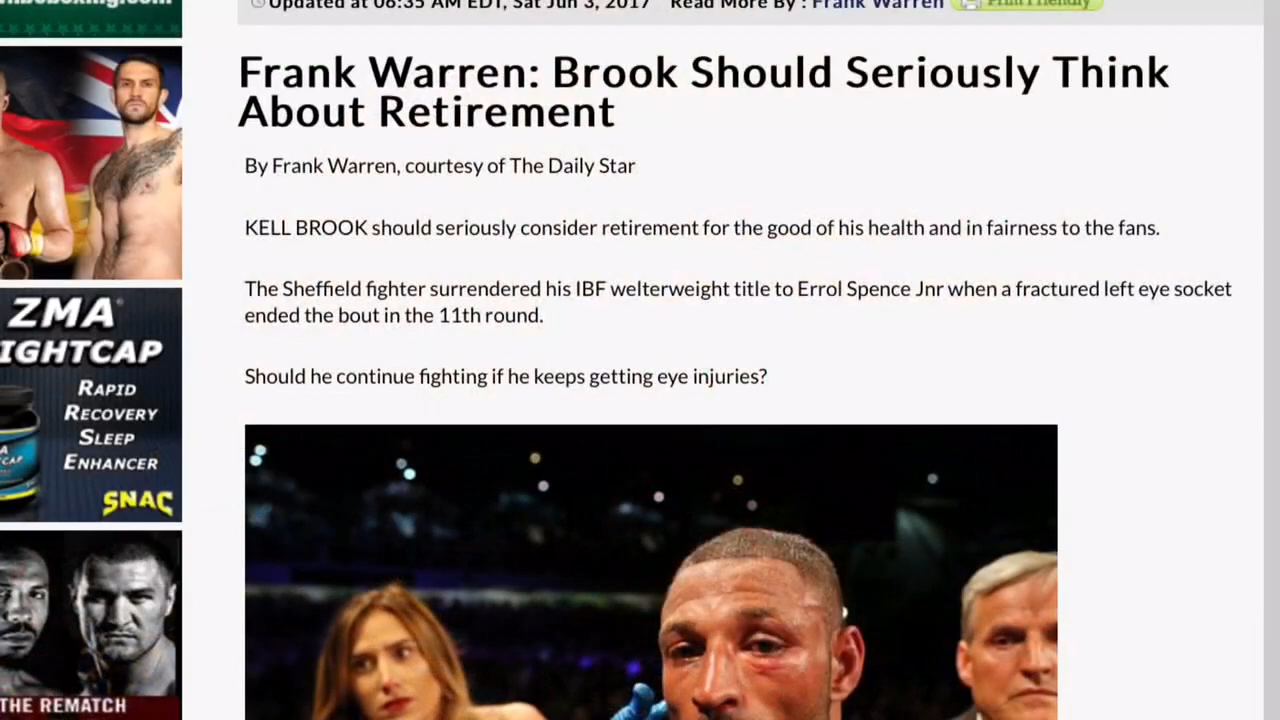 Updated at 06:35 AM EDT, Sat Jun 3, 2017 Read More By : Frank Warren Print Friendly
Frank Warren: Brook Should Seriously Think
About Retirement
By Frank Warren, courtesy of The Daily Star
KELL BROOK should seriously consider retirement for the good of his health and in fairness to the fans.
The Sheffield fighter surrendered his IBF welterweight title to Errol Spence Jnr when a fractured left eye socket
ended the bout in the 11th round.
Should he continue fighting if he keeps getting eye injuries?
ZMA
IGHTCAP
RAPID
RECOVERY
SLEEP
ENHANCER
SNAC
THE REMATCH